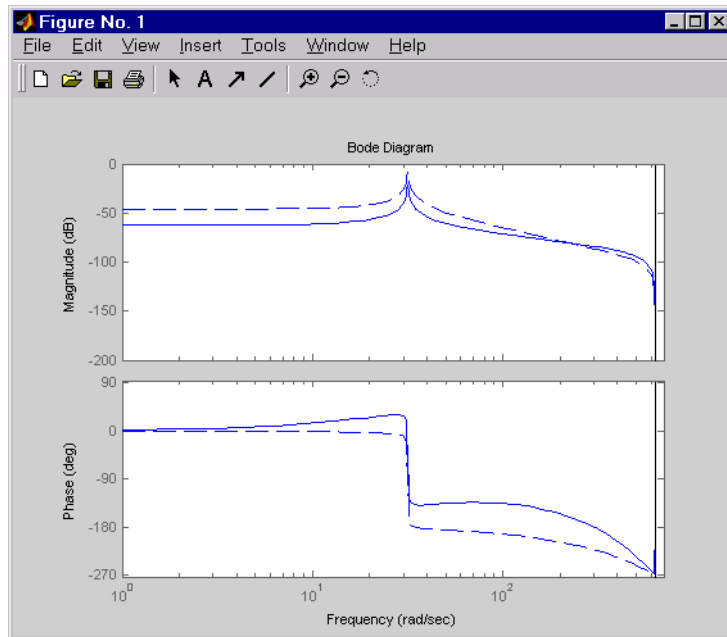 Figure No. 1
File Edit View Insert Tools Window Help
A
Bode Diagram
0
-50
-100
-150
-200
Magnitude (dB)
90
0
-90
-180
-270
Phase (deg)
10^0 10^1 10^2
Frequency (rad/sec)